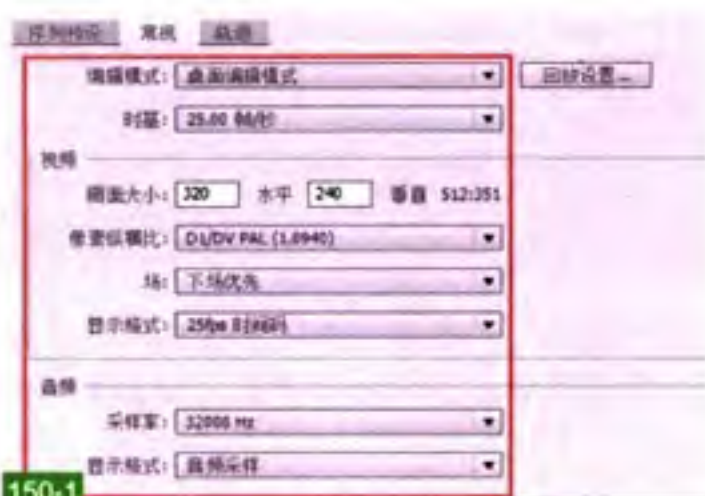 序列预设 常规 轨道
编辑模式: 桌面编辑模式 回放设置...
时基: 25.00 帧/秒
视频
画面大小: 320 水平 240 垂直 512:351
像素纵横比: D1/DV PAL (1.0940)
场: 下场优先
显示格式: 25fps 时间码
音频
采样率: 32000 Hz
显示格式: 音频采样
150-1